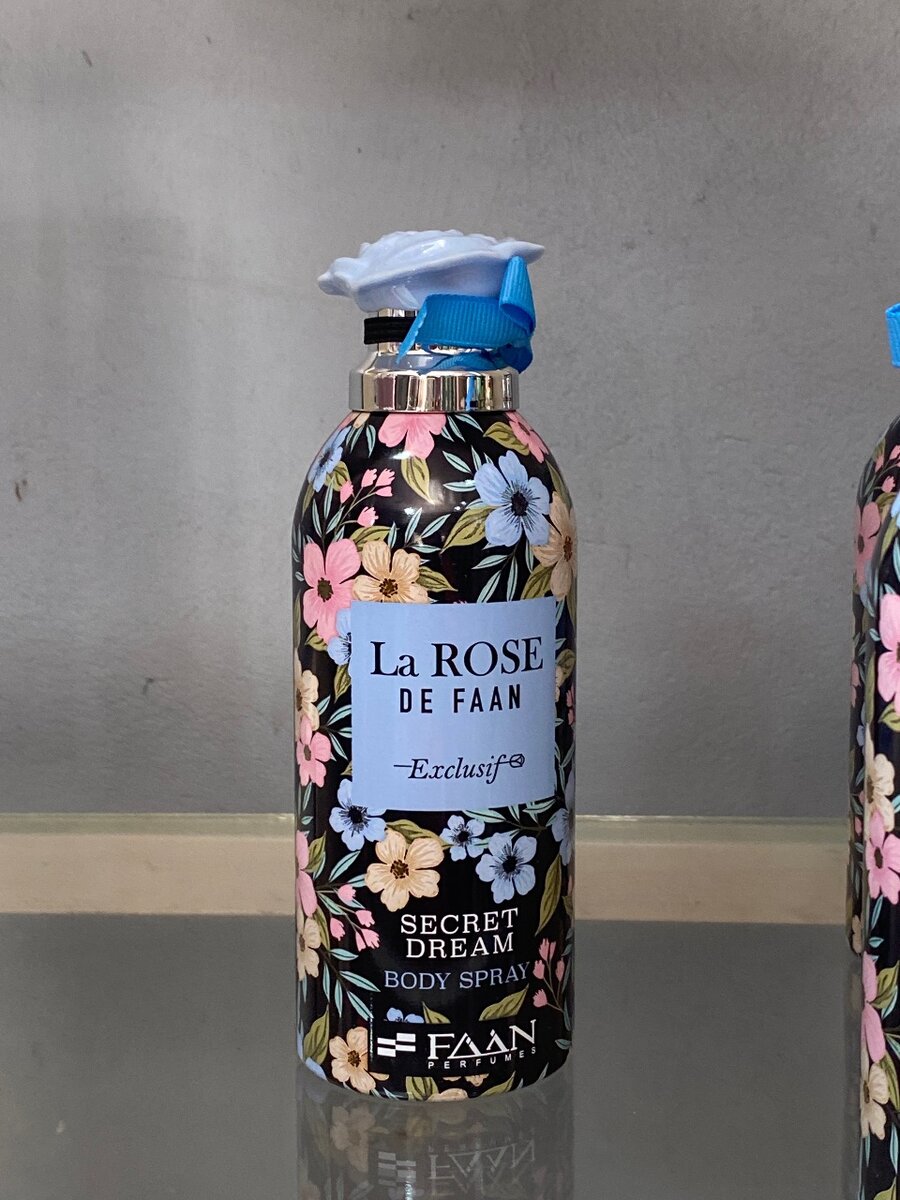 La ROSE
DE FAAN
Exclusif
SECRET
DREAM
BODY SPRAY
FAAN
PERFUMES